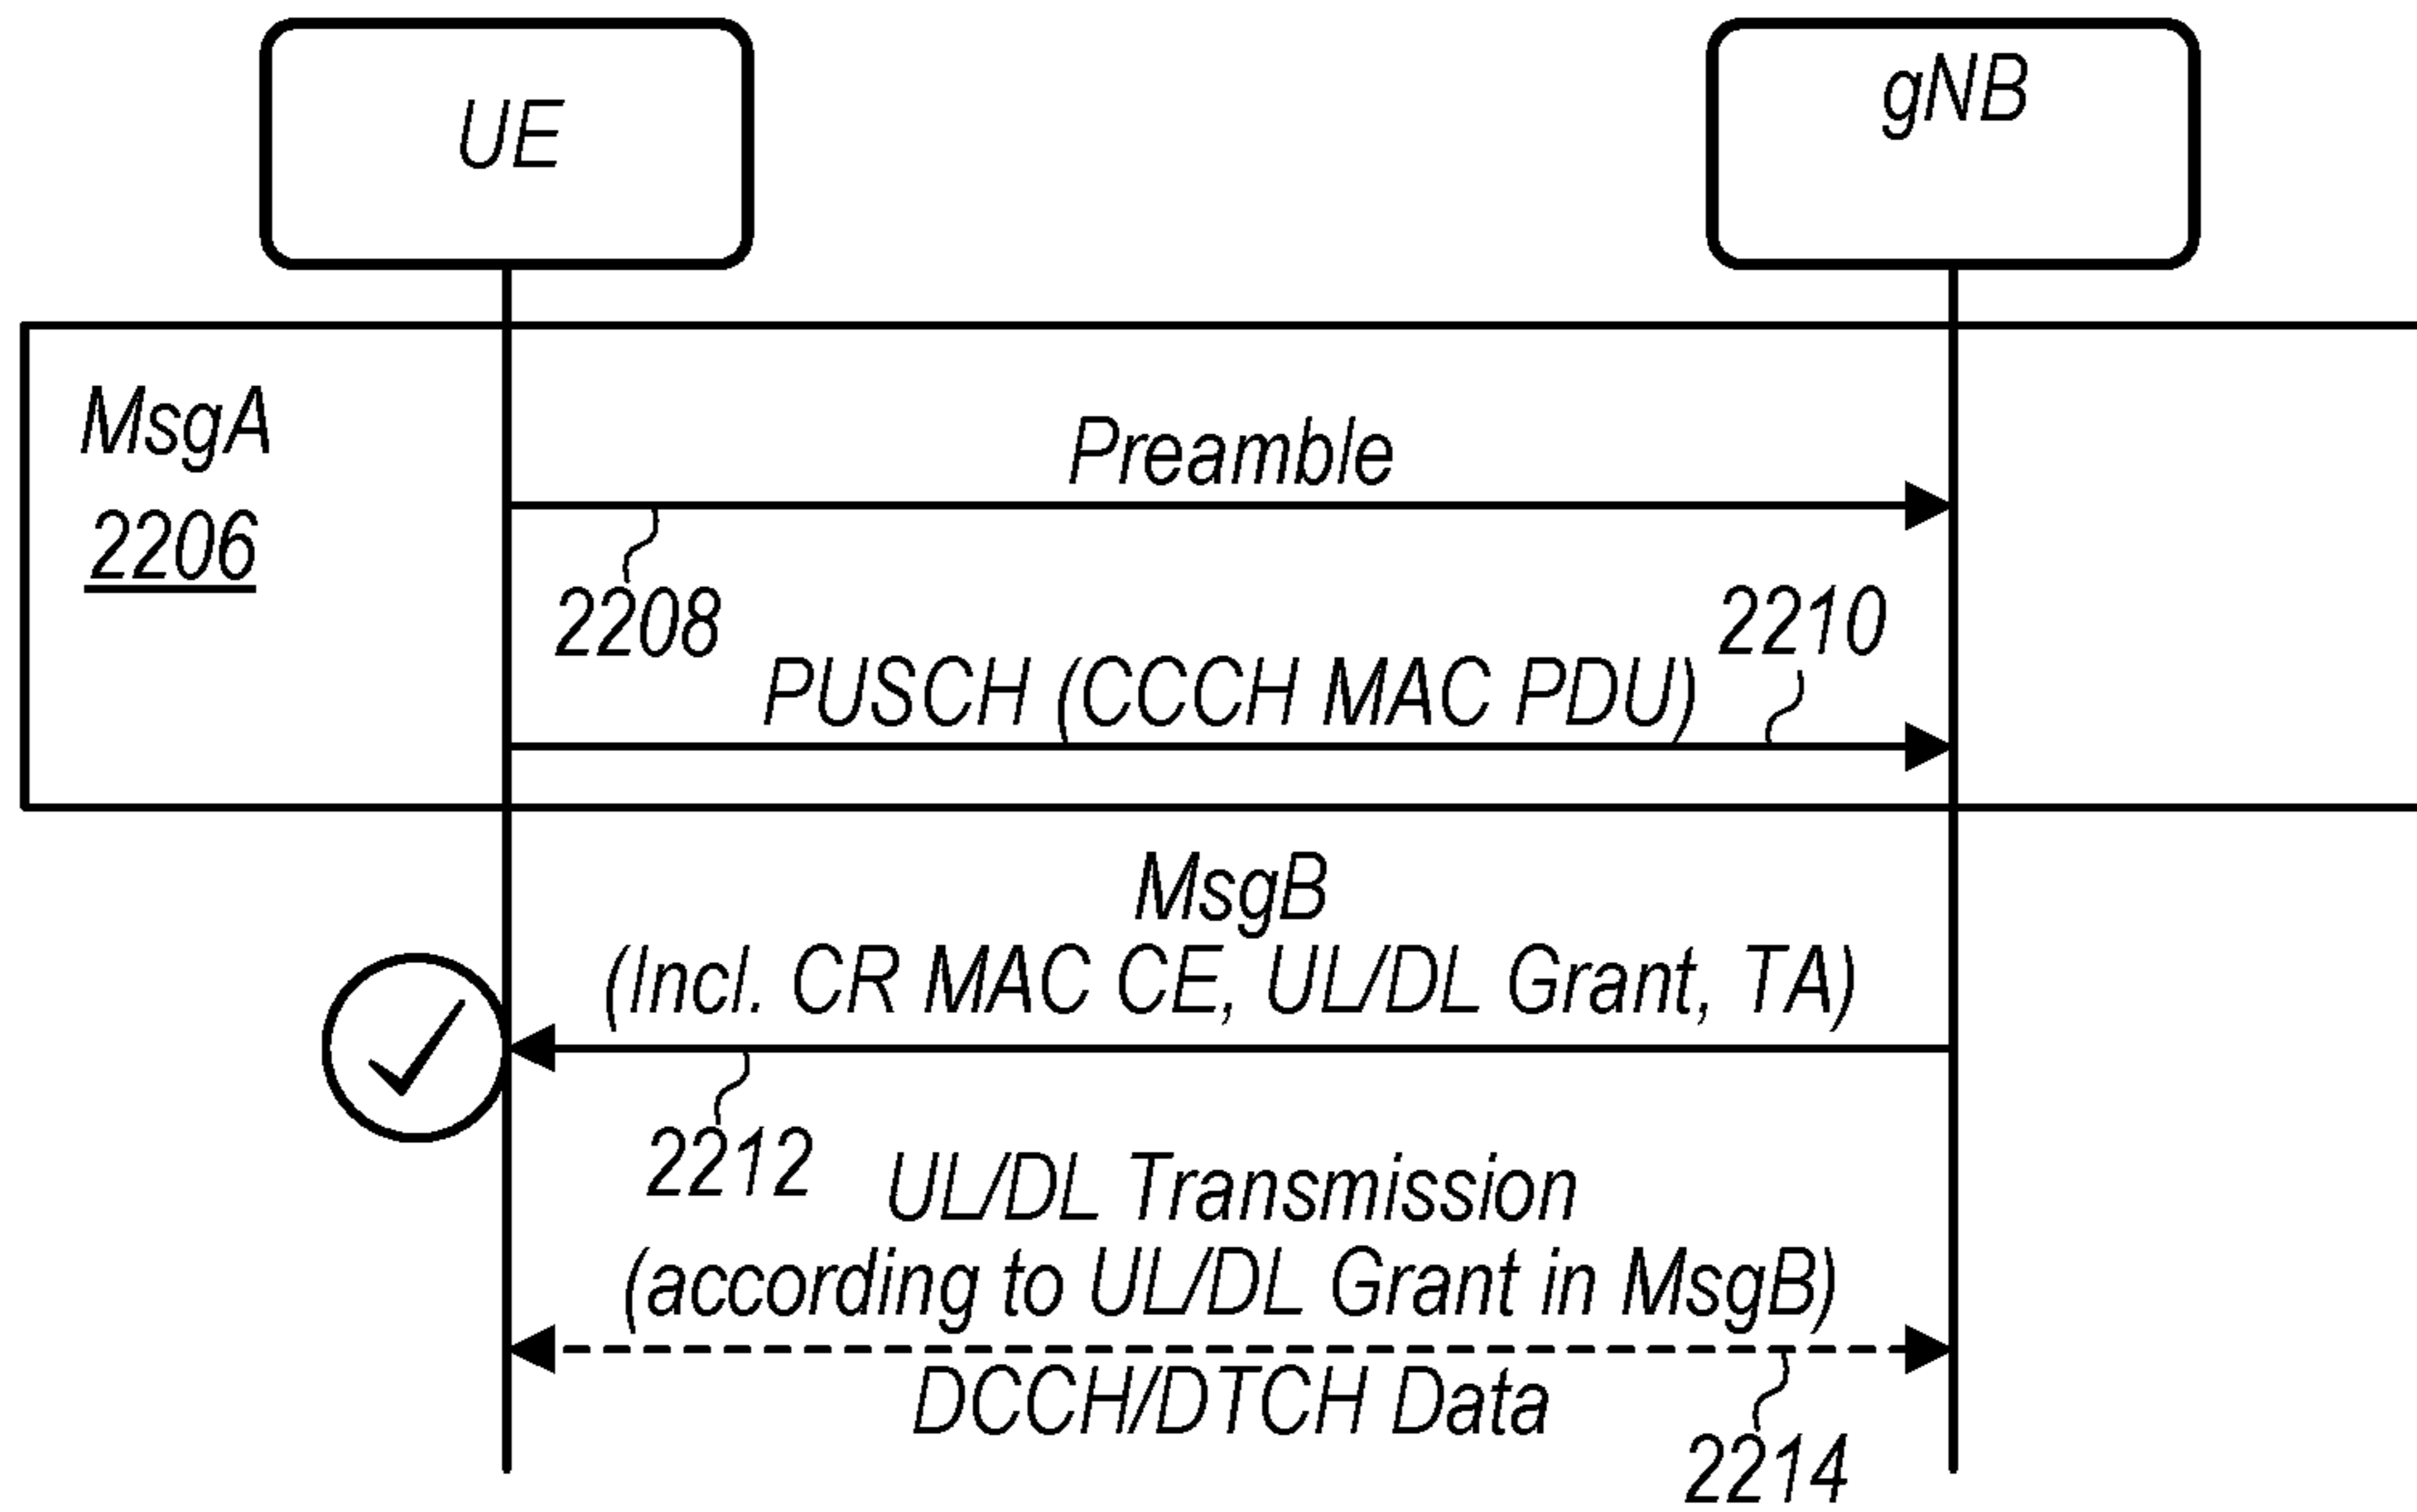 UE
gNB
MsgA
2206
Preamble
2208
2210
PUSCH (CCCH MAC PDU)
MsgB
(Incl. CR MAC CE, UL/DL Grant, TA)
2212
UL/DL Transmission
(according to UL/DL Grant in MsgB)
DCCH/DTCH Data
2214